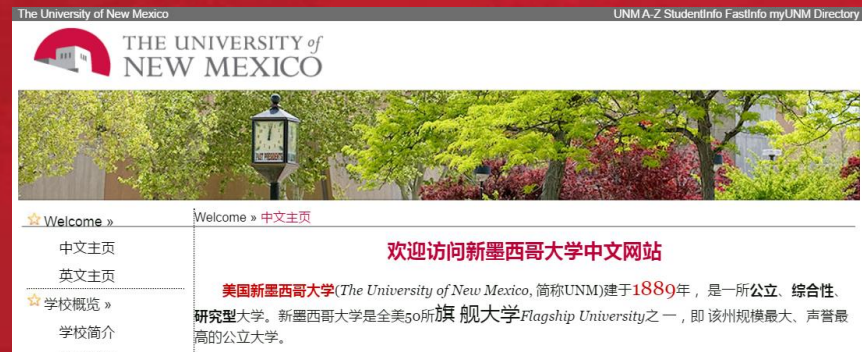 The University of New Mexico
UNM A-Z StudentInfo FastInfo myUNM Directory
THE UNIVERSITY of
NEW MEXICO
PAST PRESIDENTS
Welcome »
中文主页
英文主页
学校概览 »
学校简介
Welcome » 中文主页
欢迎访问新墨西哥大学中文网站
美国新墨西哥大学(The University of New Mexico, 简称UNM)建于1889年 , 是一所公立、综合性、
研究型大学。新墨西哥大学是全美50所旗 舰大学Flagship University之 一 , 即 该州规模最大、声誉最
高的公立大学。